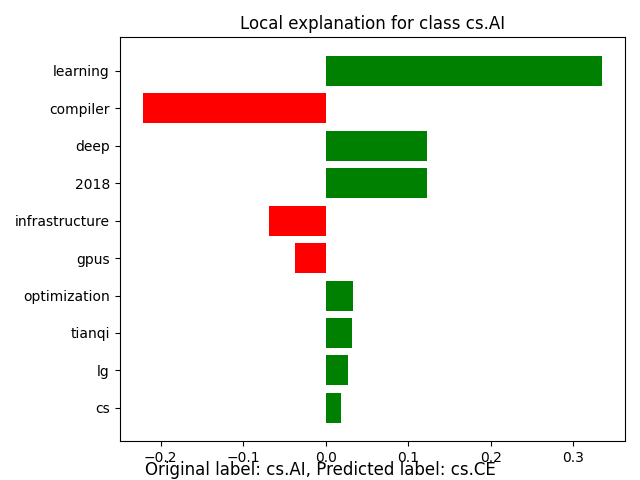 Local explanation for class cs.AI
learning
compiler
deep
2018
infrastructure
gpus
optimization
tianqi
lg
cs
−0.2 −0.1 0.0 0.1 0.2 0.3
Original label: cs.AI, Predicted label: cs.CE